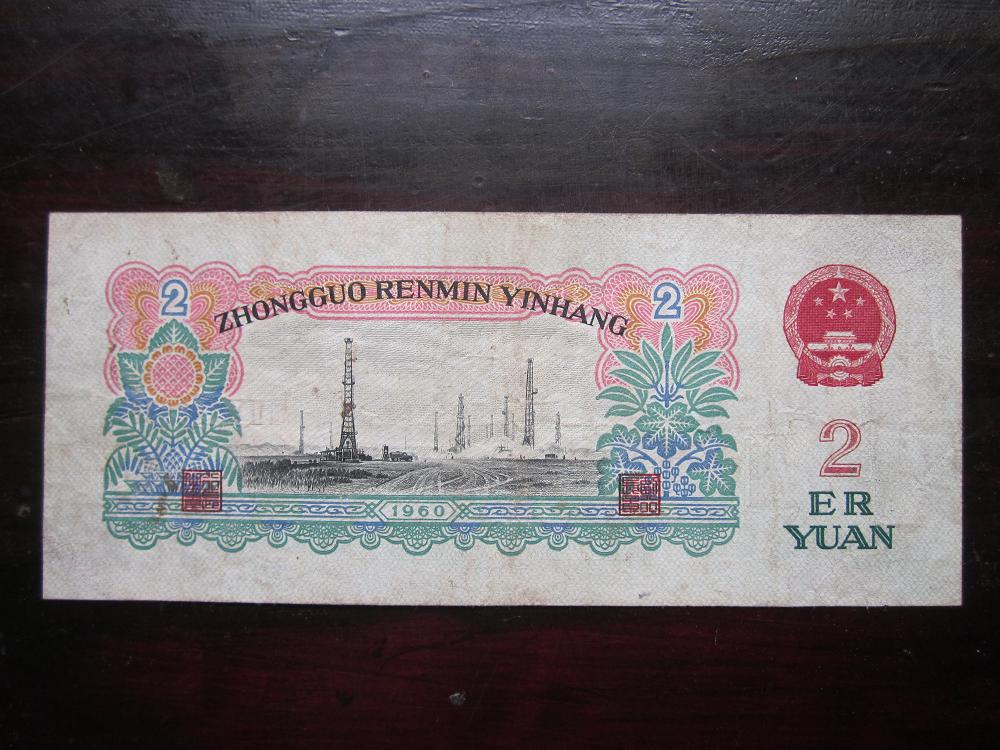 2
2
ZHONGGUO RENMIN YINHANG
1960
2
ER
YUAN